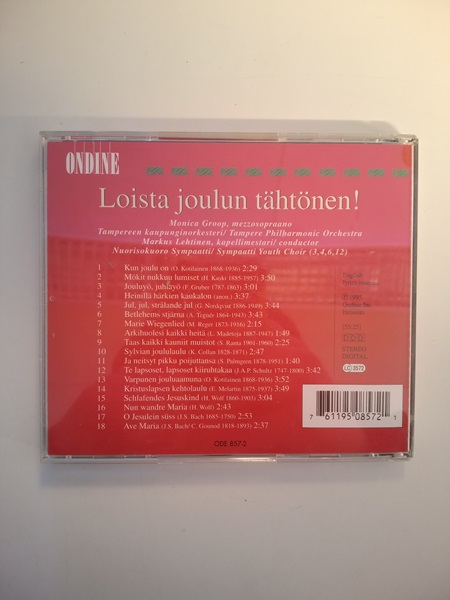 ONDINE
Loista joulun tähtönen!
Monica Groop, mezzosopraano
Tampereen kaupunginorkesteri/ Tampere Philharmonic Orchestra
Markus Lehtinen, kapellimestari/ conductor
Nuorisokuoro Sympaatti/ Sympaatti Youth Choir (3,4,6,12)
1 Kun joulu on (O. Kotilainen 1868-1936) 2:29
2 Mökit nukkuu lumiset (H. Kaski 1885-1957) 3:50
3 Jouluyö, juhlayö (F. Gruber 1787-1863) 3:01
4 Heinillä härkien kaukalon (anon.) 3:37
5 Jul, jul, strålande jul (G. Nordqvist 1886-1949) 3:44
6 Betlehems stjärna (A. Tegnér 1864-1943) 3:43
7 Marie Wiegenlied (M. Reger 1873-1916) 2:15
8 Arkihuolesi kaikki heitä (L. Madetoja 1887-1947) 1:49
9 Taas kaikki kauniit muistot (S. Ranta 1901-1960) 2:25
10 Sylvian joululaulu (K. Collan 1828-1871) 2:47
11 Ja neitsyt pikku poijuttansa (S. Palmgren 1878-1951) 1:40
12 Te lapsoset, lapsoset kiiruhtakaa (J.A.P. Schultz 1747-1800) 3:42
13 Varpunen jouluaamuna (O. Kotilainen 1868-1936) 3:52
14 Kristuslapsen kehtolaulu (E. Melartin 1875-1937) 3:49
15 Schlafendes Jesuskind (H. Wolf 1860-1903) 3:04
16 Nun wandre Maria (H. Wolf) 2:43
17 O Jesulein süss (J.S. Bach 1685-1750) 2:53
18 Ave Maria (J.S. Bach/ C. Gounod 1818-1893) 2:37
DDD
STEREO
DIGITAL
LC 3572
7 61195 08572 1
ODE 857-2